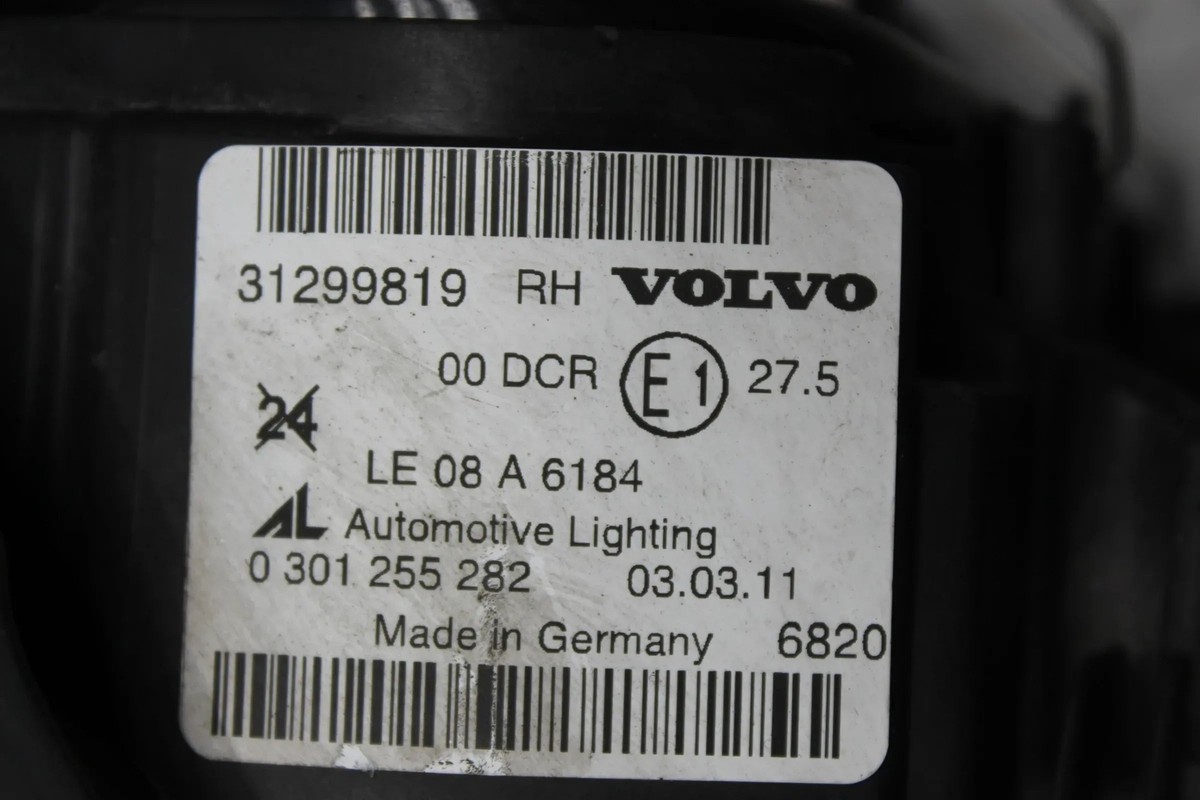 31299819 RH VOLVO
00 DCR E1 27.5
24
LE 08 A 6184
AL Automotive Lighting
0 301 255 282 03.03.11
Made in Germany 6820